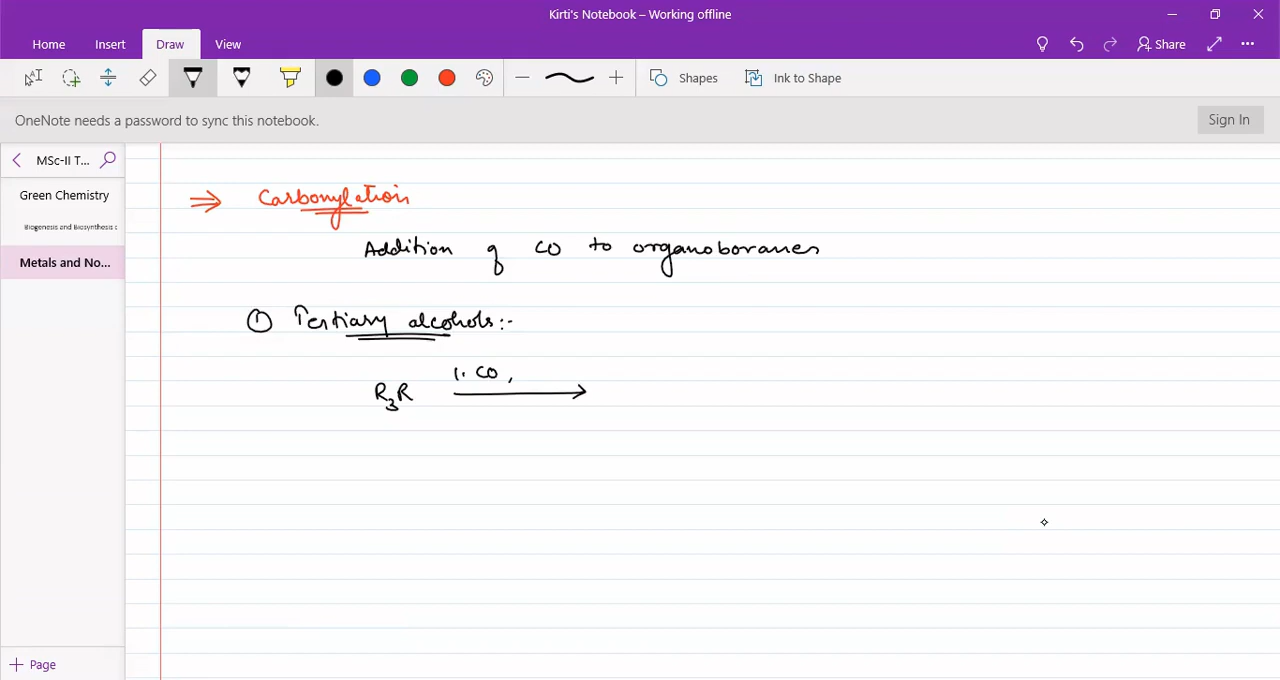 Kirti's Notebook – Working offline
Home Insert Draw View
Share
Shapes Ink to Shape
OneNote needs a password to sync this notebook.
Sign In
MSc-II T...
Green Chemistry
Biogenesis and Biosynthesis o
Metals and No...
Page
⇒ Carbonylation
Addition of CO to organoboranes
① Tertiary alcohols:-
R₃R 1. CO, →